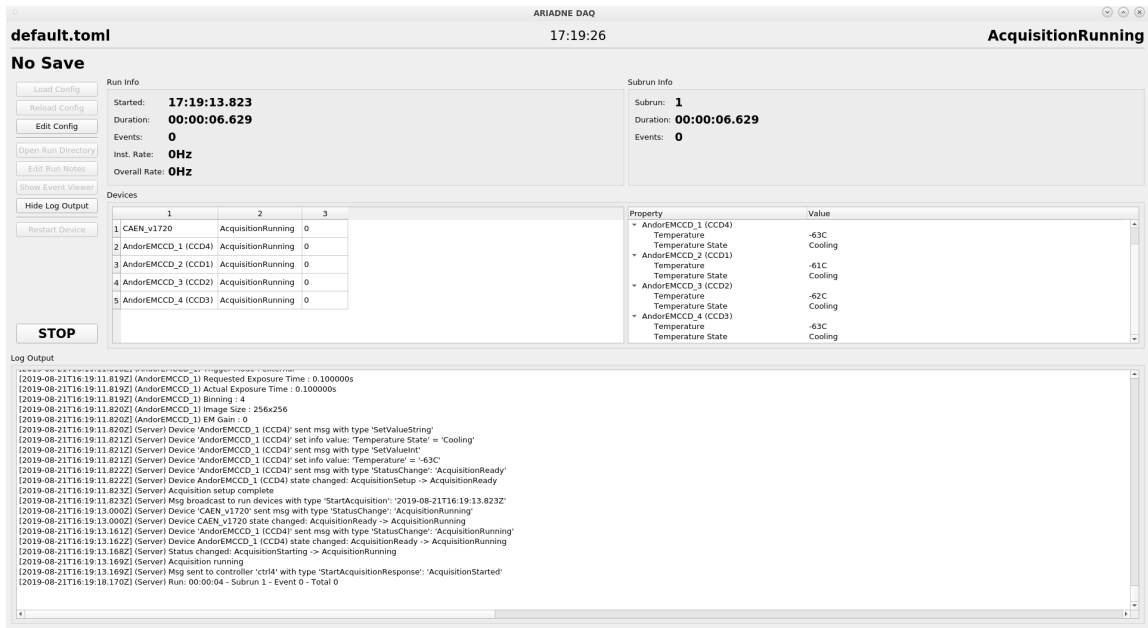 ARIADNE DAQ
default.toml 17:19:26 AcquisitionRunning
No Save
Load Config
Reload Config
Edit Config
Open Run Directory
Edit Run Notes
Show Event Viewer
Hide Log Output
Restart Device
STOP
Run Info
Started: 17:19:13.823
Duration: 00:00:06.629
Events: 0
Inst. Rate: 0Hz
Overall Rate: 0Hz
Subrun Info
Subrun: 1
Duration: 00:00:06.629
Events: 0
Devices
1 2 3
1 CAEN_v1720 AcquisitionRunning 0
2 AndorEMCCD_1 (CCD4) AcquisitionRunning 0
3 AndorEMCCD_2 (CCD1) AcquisitionRunning 0
4 AndorEMCCD_3 (CCD2) AcquisitionRunning 0
5 AndorEMCCD_4 (CCD3) AcquisitionRunning 0
Property Value
AndorEMCCD_1 (CCD4)
Temperature -63C
Temperature State Cooling
AndorEMCCD_2 (CCD1)
Temperature -61C
Temperature State Cooling
AndorEMCCD_3 (CCD2)
Temperature -62C
Temperature State Cooling
AndorEMCCD_4 (CCD3)
Temperature -63C
Temperature State Cooling
Log Output
[2019-08-21T16:19:11.819Z] (AndorEMCCD_1) Requested Exposure Time : 0.100000s
[2019-08-21T16:19:11.819Z] (AndorEMCCD_1) Actual Exposure Time : 0.100000s
[2019-08-21T16:19:11.819Z] (AndorEMCCD_1) Binning : 4
[2019-08-21T16:19:11.820Z] (AndorEMCCD_1) Image Size : 256x256
[2019-08-21T16:19:11.820Z] (AndorEMCCD_1) EM Gain : 0
[2019-08-21T16:19:11.820Z] (Server) Device 'AndorEMCCD_1 (CCD4)' sent msg with type 'SetValueString'
[2019-08-21T16:19:11.821Z] (Server) Device 'AndorEMCCD_1 (CCD4)' set info value: 'Temperature State' = 'Cooling'
[2019-08-21T16:19:11.821Z] (Server) Device 'AndorEMCCD_1 (CCD4)' sent msg with type 'SetValueInt'
[2019-08-21T16:19:11.821Z] (Server) Device 'AndorEMCCD_1 (CCD4)' set info value: 'Temperature' = '-63C'
[2019-08-21T16:19:11.822Z] (Server) Device 'AndorEMCCD_1 (CCD4)' sent msg with type 'StatusChange': 'AcquisitionReady'
[2019-08-21T16:19:11.822Z] (Server) Device AndorEMCCD_1 (CCD4) state changed: AcquisitionSetup -> AcquisitionReady
[2019-08-21T16:19:11.823Z] (Server) Acquisition setup complete
[2019-08-21T16:19:11.823Z] (Server) Msg broadcast to run devices with type 'StartAcquisition': '2019-08-21T16:19:13.823Z'
[2019-08-21T16:19:13.000Z] (Server) Device 'CAEN_v1720' sent msg with type 'StatusChange': 'AcquisitionRunning'
[2019-08-21T16:19:13.000Z] (Server) Device CAEN_v1720 state changed: AcquisitionReady -> AcquisitionRunning
[2019-08-21T16:19:13.161Z] (Server) Device 'AndorEMCCD_1 (CCD4)' sent msg with type 'StatusChange': 'AcquisitionRunning'
[2019-08-21T16:19:13.162Z] (Server) Device AndorEMCCD_1 (CCD4) state changed: AcquisitionReady -> AcquisitionRunning
[2019-08-21T16:19:13.168Z] (Server) Status changed: AcquisitionStarting -> AcquisitionRunning
[2019-08-21T16:19:13.169Z] (Server) Acquisition running
[2019-08-21T16:19:13.169Z] (Server) Msg sent to controller 'ctrl4' with type 'StartAcquisitionResponse': 'AcquisitionStarted'
[2019-08-21T16:19:18.170Z] (Server) Run: 00:00:04 - Subrun 1 - Event 0 - Total 0